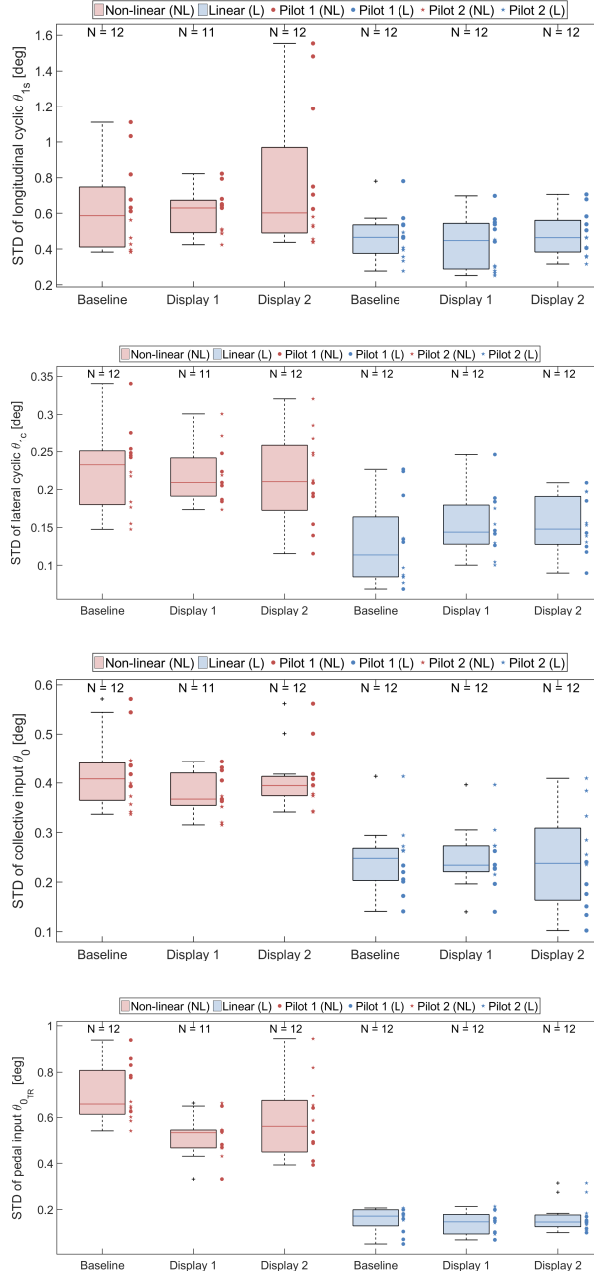 Non-linear (NL) Linear (L) Pilot 1 (NL) Pilot 1 (L) Pilot 2 (NL) Pilot 2 (L)
N = 12 N = 11 N = 12 N = 12 N = 12 N = 12
STD of longitudinal cyclic θ1s [deg]
1.6
1.4
1.2
1
0.8
0.6
0.4
0.2
Baseline Display 1 Display 2 Baseline Display 1 Display 2
Non-linear (NL) Linear (L) Pilot 1 (NL) Pilot 1 (L) Pilot 2 (NL) Pilot 2 (L)
N = 12 N = 11 N = 12 N = 12 N = 12 N = 12
STD of lateral cyclic θ c [deg]
0.35
0.3
0.25
0.2
0.15
0.1
Baseline Display 1 Display 2 Baseline Display 1 Display 2
Non-linear (NL) Linear (L) Pilot 1 (NL) Pilot 1 (L) Pilot 2 (NL) Pilot 2 (L)
N = 12 N = 11 N = 12 N = 12 N = 12 N = 12
STD of collective input θ0 [deg]
0.6
0.5
0.4
0.3
0.2
0.1
Baseline Display 1 Display 2 Baseline Display 1 Display 2
Non-linear (NL) Linear (L) Pilot 1 (NL) Pilot 1 (L) Pilot 2 (NL) Pilot 2 (L)
N = 12 N = 11 N = 12 N = 12 N = 12 N = 12
STD of pedal input θ0TR [deg]
1
0.8
0.6
0.4
0.2
Baseline Display 1 Display 2 Baseline Display 1 Display 2